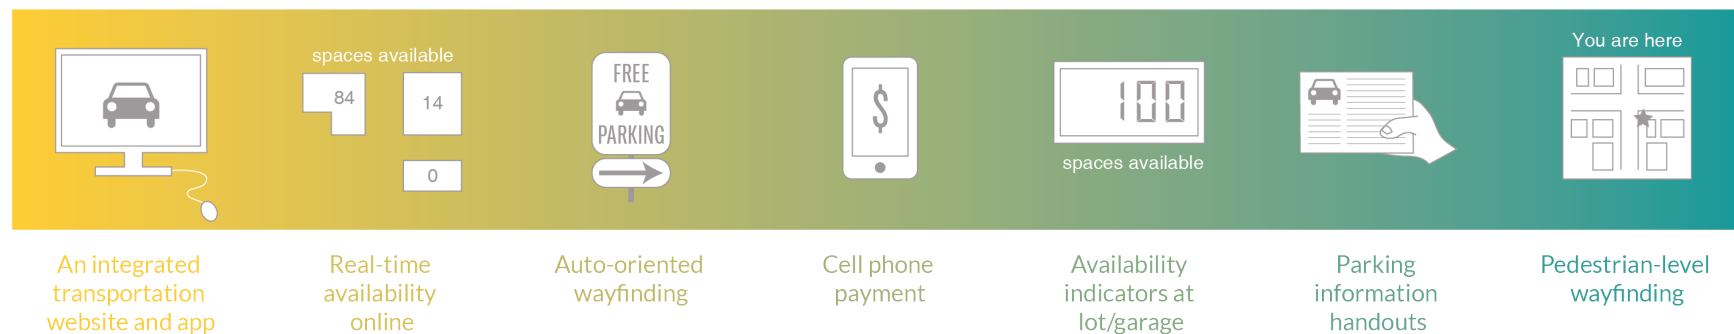 spaces available
84
14
0
FREE
PARKING
$
100
spaces available
You are here
An integrated
transportation
website and app
Real-time
availability
online
Auto-oriented
wayfinding
Cell phone
payment
Availability
indicators at
lot/garage
Parking
information
handouts
Pedestrian-level
wayfinding